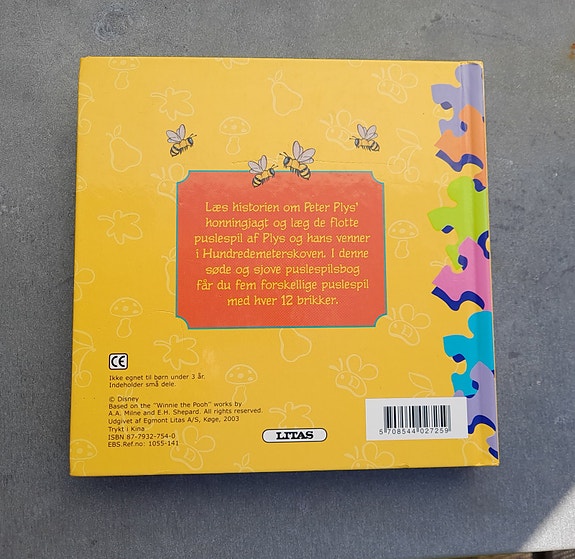 Læs historien om Peter Plys'
honningjagt og læg de flotte
puslespil af Plys og hans venner
i Hundredemeterskoven. I denne
søde og sjove puslespilsbog
får du fem forskellige puslespil
med hver 12 brikker.
CE
Ikke egnet til børn under 3 år.
Indeholder små dele.
© Disney
Based on the "Winnie the Pooh" works by
A.A. Milne and E.H. Shepard. All rights reserved.
Udgivet af Egmont Litas A/S, Køge, 2003
Trykt i Kina
ISBN 87-7932-754-0
EBS.Ref.no: 1055-141
LITAS
5 708544 027259